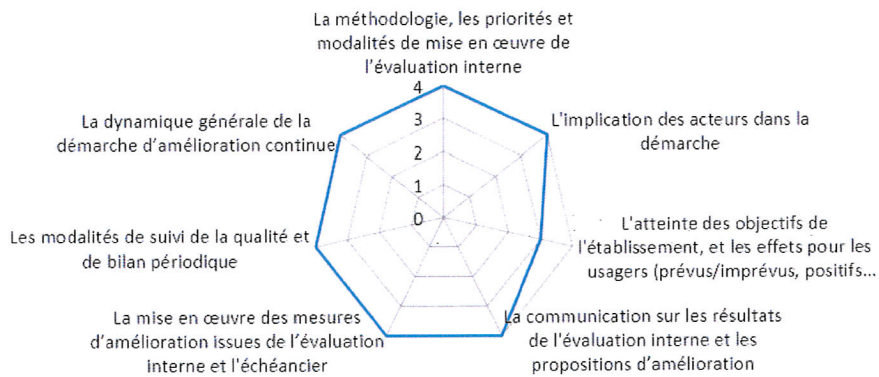 La méthodologie, les priorités et
modalités de mise en œuvre de
l'évaluation interne
4
3
2
1
0
L'implication des acteurs dans la
démarche
L'atteinte des objectifs de
l'établissement, et les effets pour les
usagers (prévus/imprévus, positifs...
La communication sur les résultats
de l'évaluation interne et les
propositions d'amélioration
La mise en œuvre des mesures
d'amélioration issues de l'évaluation
interne et l'échéancier
Les modalités de suivi de la qualité et
de bilan périodique
La dynamique générale de la
démarche d'amélioration continue